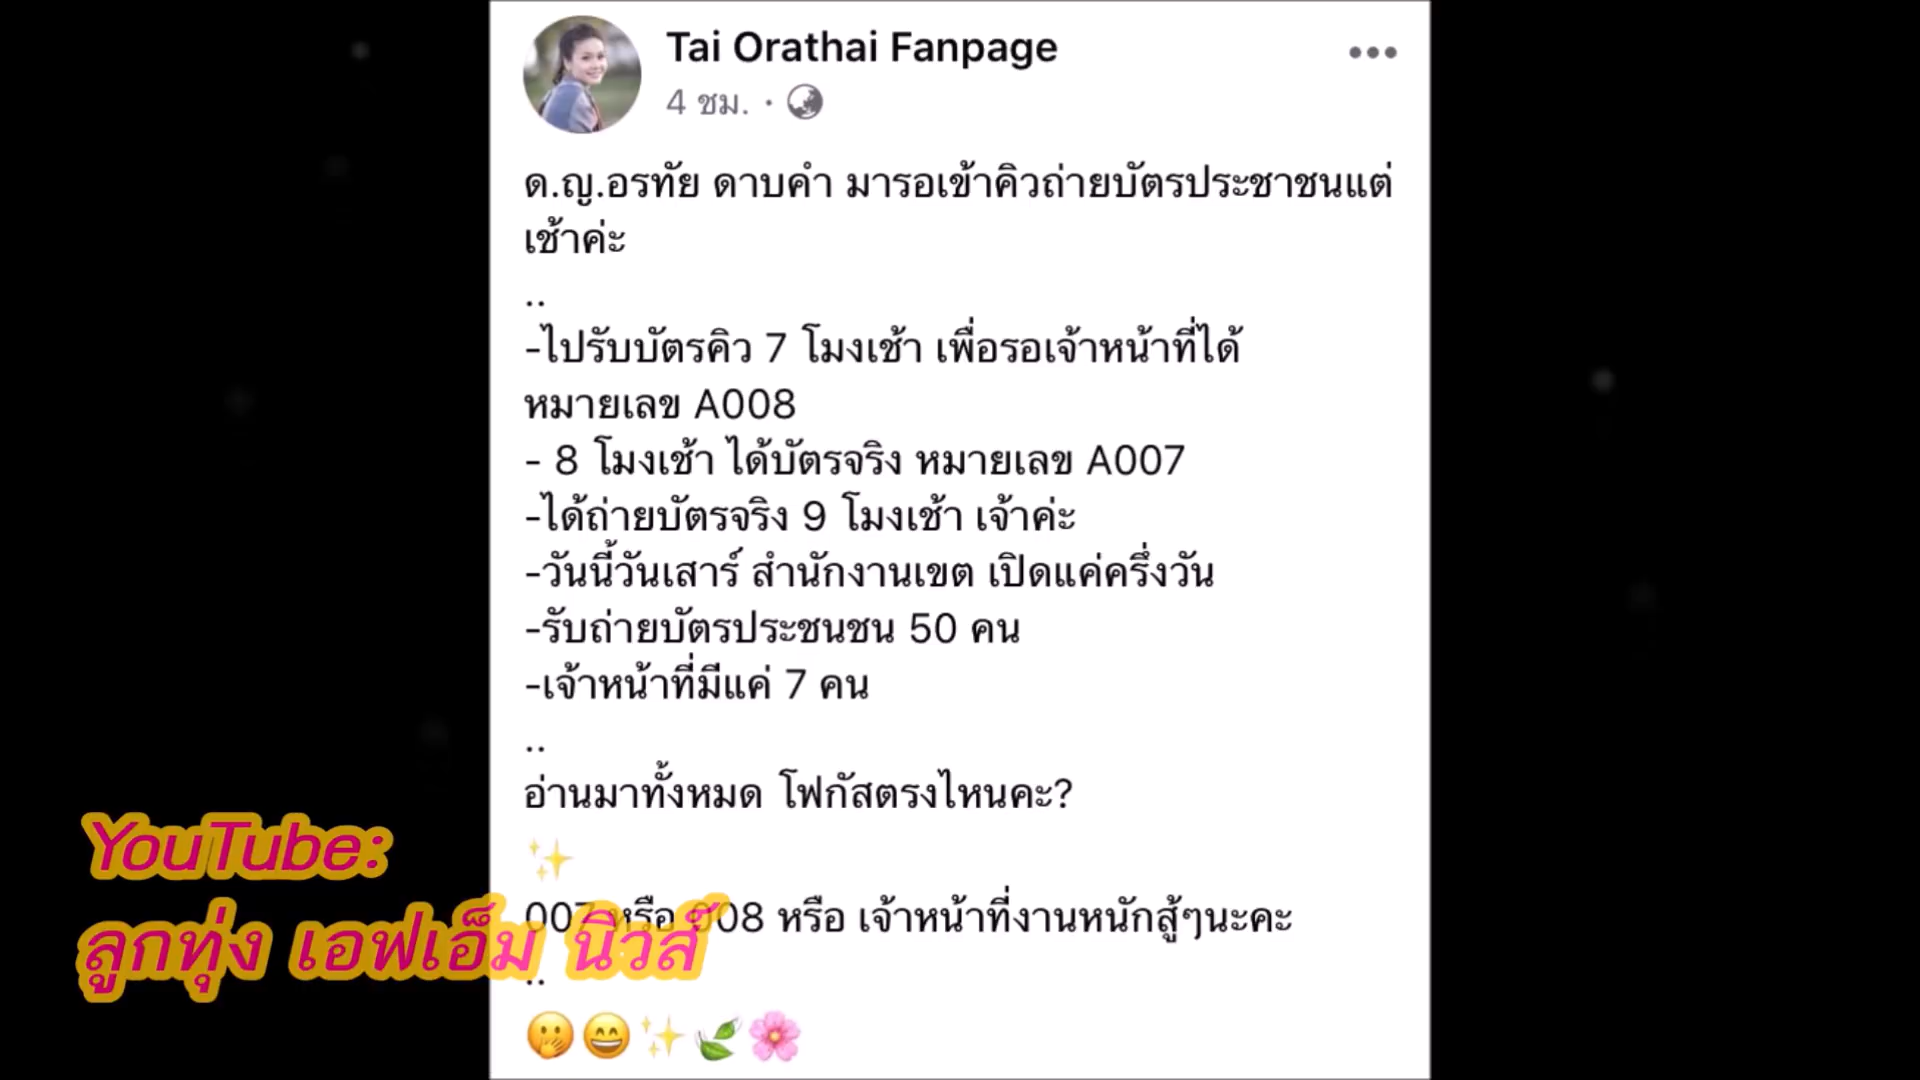 Tai Orathai Fanpage
4 ชม. ·
ด.ญ.อรทัย ดาบคำ มารอเข้าคิวถ่ายบัตรประชาชนแต่
เช้าค่ะ
..
-ไปรับบัตรคิว 7 โมงเช้า เพื่อรอเจ้าหน้าที่ได้
หมายเลข A008
- 8 โมงเช้า ได้บัตรจริง หมายเลข A007
-ได้ถ่ายบัตรจริง 9 โมงเช้า เจ้าค่ะ
-วันนี้วันเสาร์ สำนักงานเขต เปิดแค่ครึ่งวัน
-รับถ่ายบัตรประชนชน 50 คน
-เจ้าหน้าที่มีแค่ 7 คน
..
อ่านมาทั้งหมด โฟกัสตรงไหนคะ?
✨
007 หรือ 008 หรือ เจ้าหน้าที่งานหนักสู้ๆนะคะ
..
🤭😄✨🍃🌸
YouTube:
ลูกทุ่ง เอฟเอ็ม นิวส์